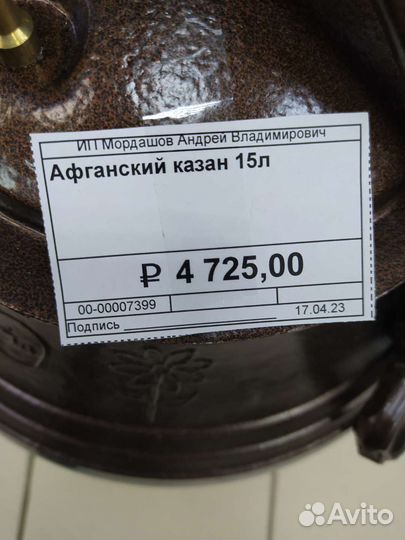 ИП Мордашов Андрей Владимирович
Афганский казан 15л
₽ 4 725,00
00-00007399 17.04.23
Подпись
Avito